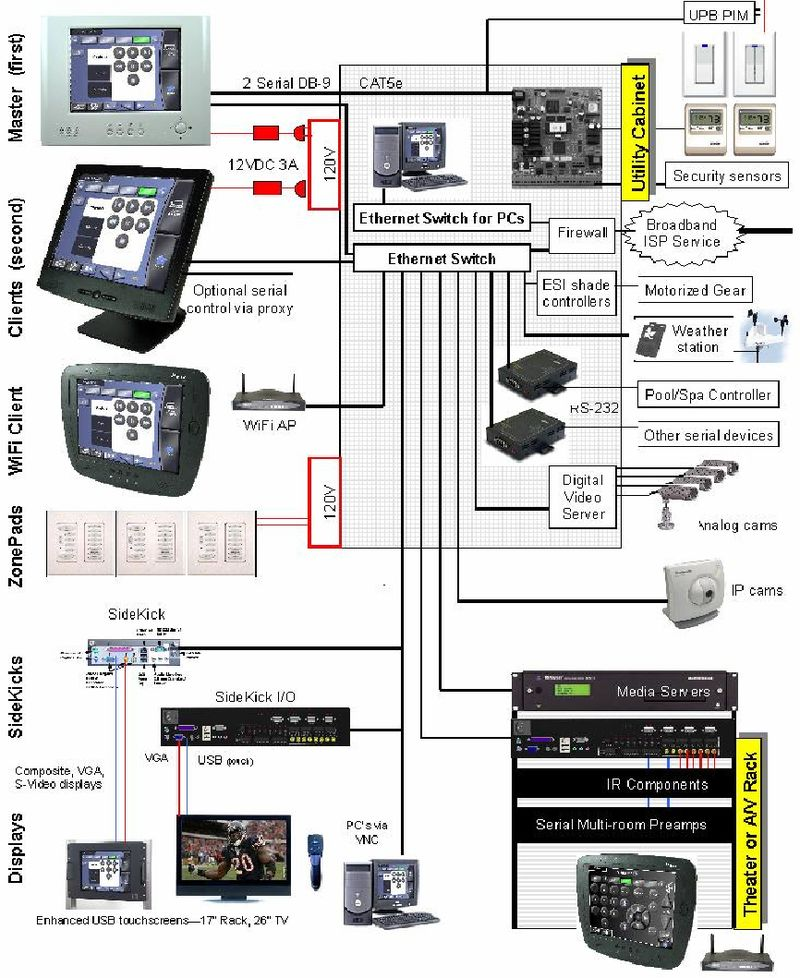 UPB PIM
Master (first)
2 Serial DB-9
CAT5e
12VDC 3A
120V
Utility Cabinet
73
73
Security sensors
Ethernet Switch for PCs
Firewall
Broadband
ISP Service
Clients (second)
Ethernet Switch
Optional serial
control via proxy
ESI shade
controllers
Motorized Gear
Weather
station
WiFi Client
WiFi AP
Pool/Spa Controller
RS-232
Other serial devices
120V
Digital
Video
Server
Analog cams
ZonePads
IP cams
SideKick
SideKicks
SideKick I/O
Media Servers
VGA
USB (touch)
Composite, VGA,
S-Video displays
IR Components
Serial Multi-room Preamps
Theater or A/V Rack
Displays
20
PC's via
VNC
Enhanced USB touchscreens—17" Rack, 26" TV